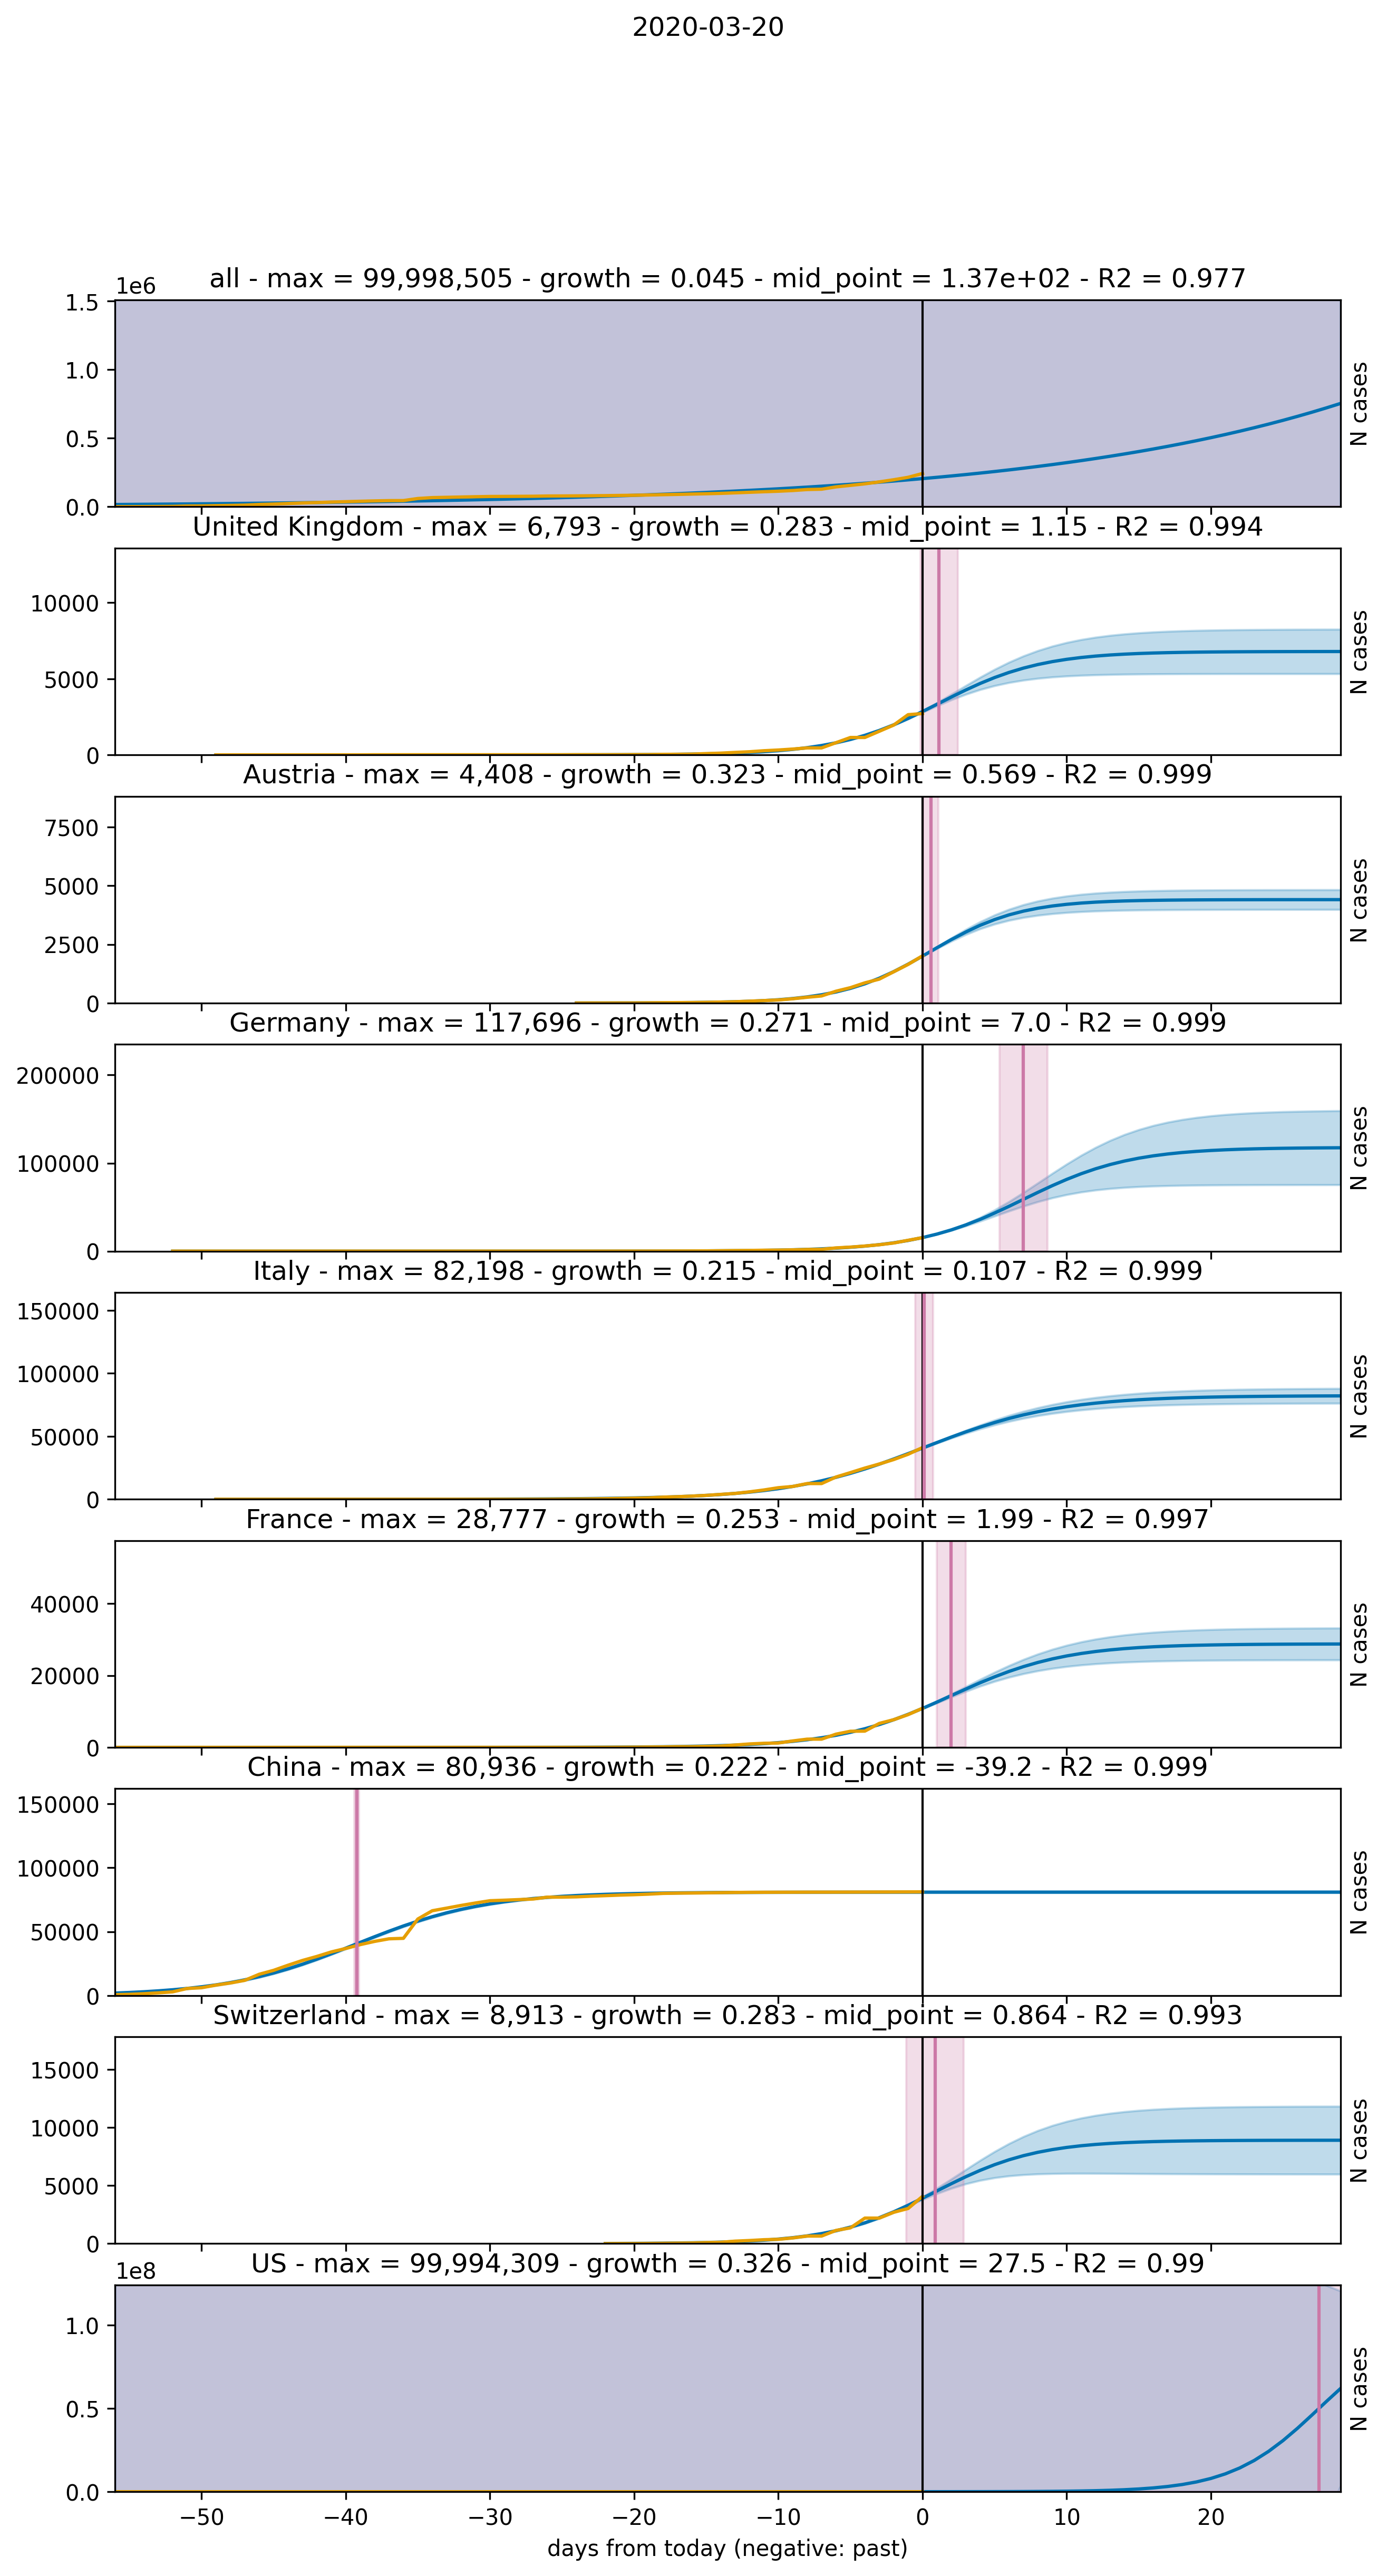 2020-03-20
all - max = 99,998,505 - growth = 0.045 - mid_point = 1.37e+02 - R2 = 0.977
1e6
1.5
1.0
0.5
0.0
N cases
United Kingdom - max = 6,793 - growth = 0.283 - mid_point = 1.15 - R2 = 0.994
10000
5000
0
N cases
Austria - max = 4,408 - growth = 0.323 - mid_point = 0.569 - R2 = 0.999
7500
5000
2500
0
N cases
Germany - max = 117,696 - growth = 0.271 - mid_point = 7.0 - R2 = 0.999
200000
100000
0
N cases
Italy - max = 82,198 - growth = 0.215 - mid_point = 0.107 - R2 = 0.999
150000
100000
50000
0
N cases
France - max = 28,777 - growth = 0.253 - mid_point = 1.99 - R2 = 0.997
40000
20000
0
N cases
China - max = 80,936 - growth = 0.222 - mid_point = -39.2 - R2 = 0.999
150000
100000
50000
0
N cases
Switzerland - max = 8,913 - growth = 0.283 - mid_point = 0.864 - R2 = 0.993
15000
10000
5000
0
N cases
US - max = 99,994,309 - growth = 0.326 - mid_point = 27.5 - R2 = 0.99
1e8
1.0
0.5
0.0
N cases
−50 −40 −30 −20 −10 0 10 20
days from today (negative: past)